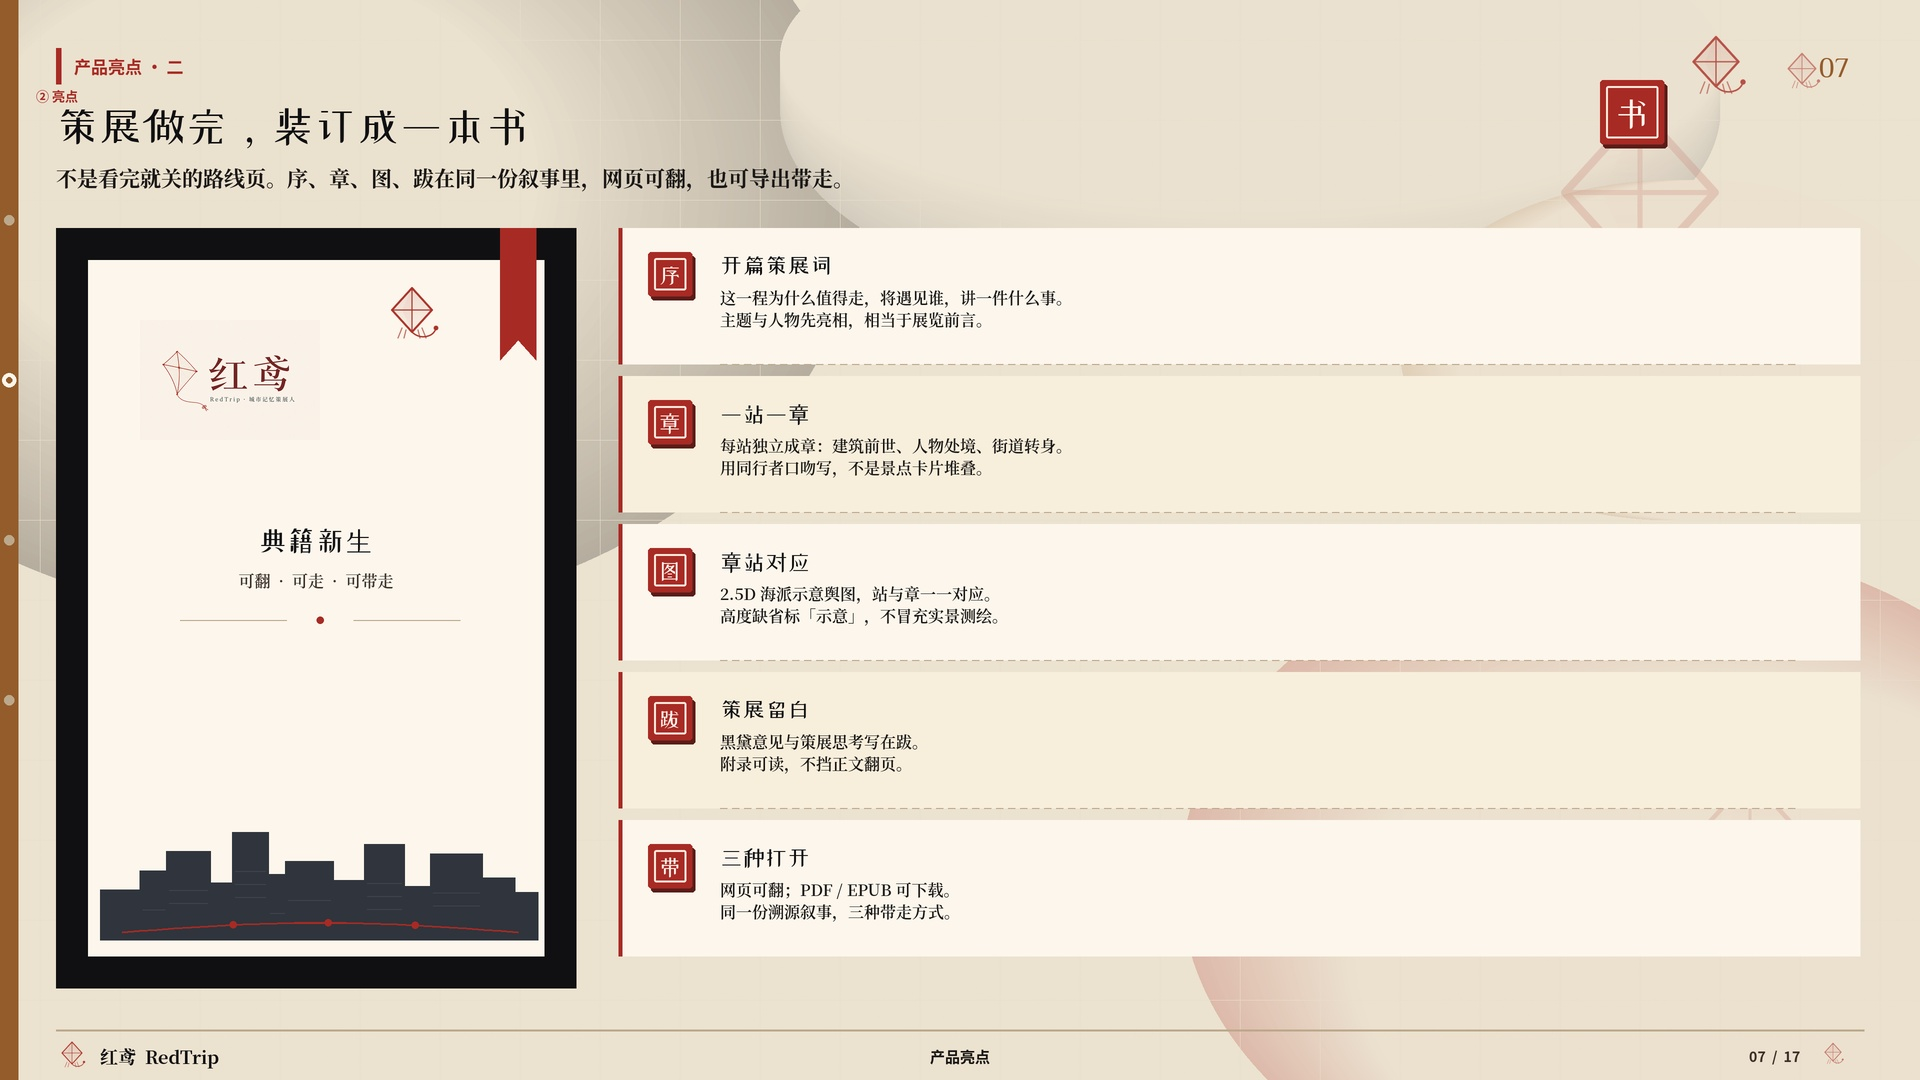 产品亮点 · 二
② 亮点
策展做完，装订成一本书
不是看完就关的路线页。序、章、图、跋在同一份叙事里，网页可翻，也可导出带走。
书
07
红鸢
RedTrip · 城市记忆策展人
典籍新生
可翻 · 可走 · 可带走
序
开篇策展词
这一程为什么值得走，将遇见谁，讲一件什么事。
主题与人物先亮相，相当于展览前言。
章
一站一章
每站独立成章：建筑前世、人物处境、街道转身。
用同行者口吻写，不是景点卡片堆叠。
图
章站对应
2.5D 海派示意舆图，站与章一一对应。
高度缺省标「示意」，不冒充实景测绘。
跋
策展留白
黑黛意见与策展思考写在跋。
附录可读，不挡正文翻页。
带
三种打开
网页可翻；PDF / EPUB 可下载。
同一份溯源叙事，三种带走方式。
红鸢 RedTrip
产品亮点
07 / 17